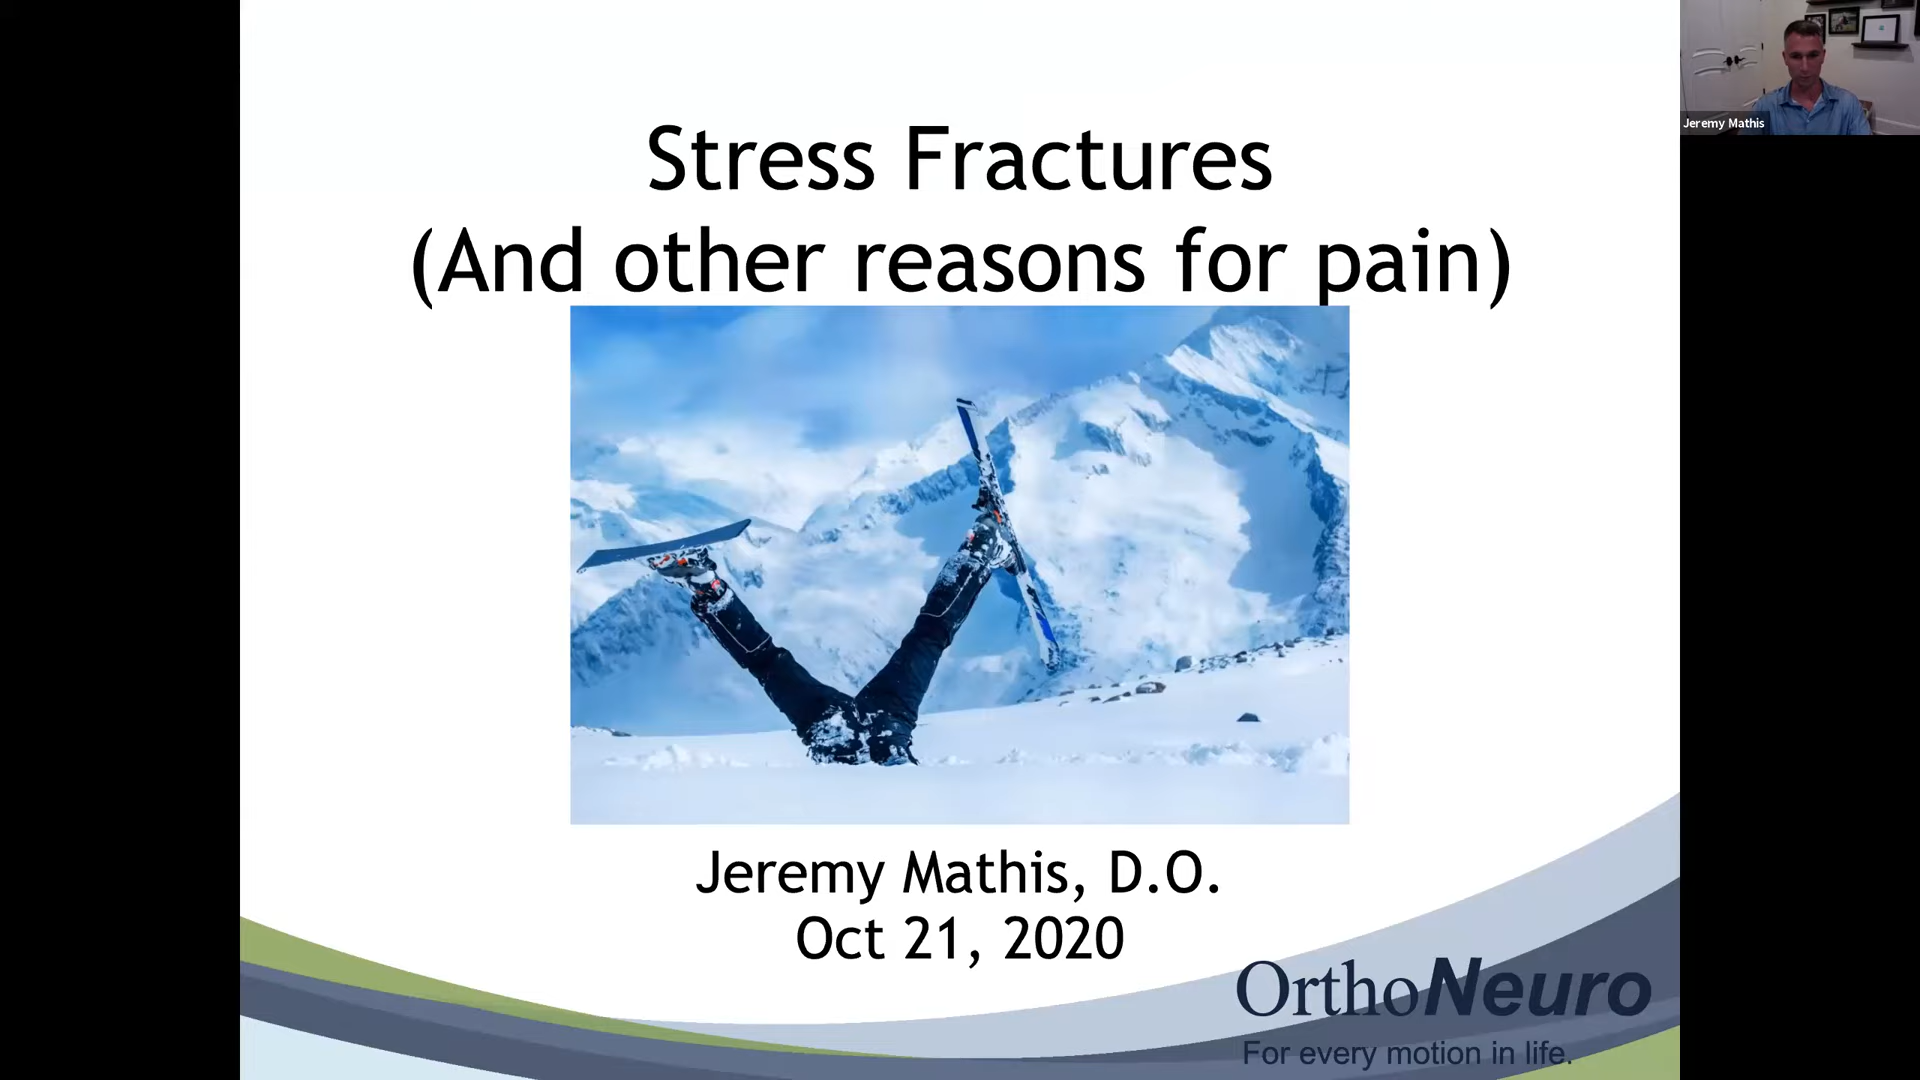 Stress Fractures
(And other reasons for pain)
Jeremy Mathis, D.O.
Oct 21, 2020
OrthoNeuro
For every motion in life.
Jeremy Mathis